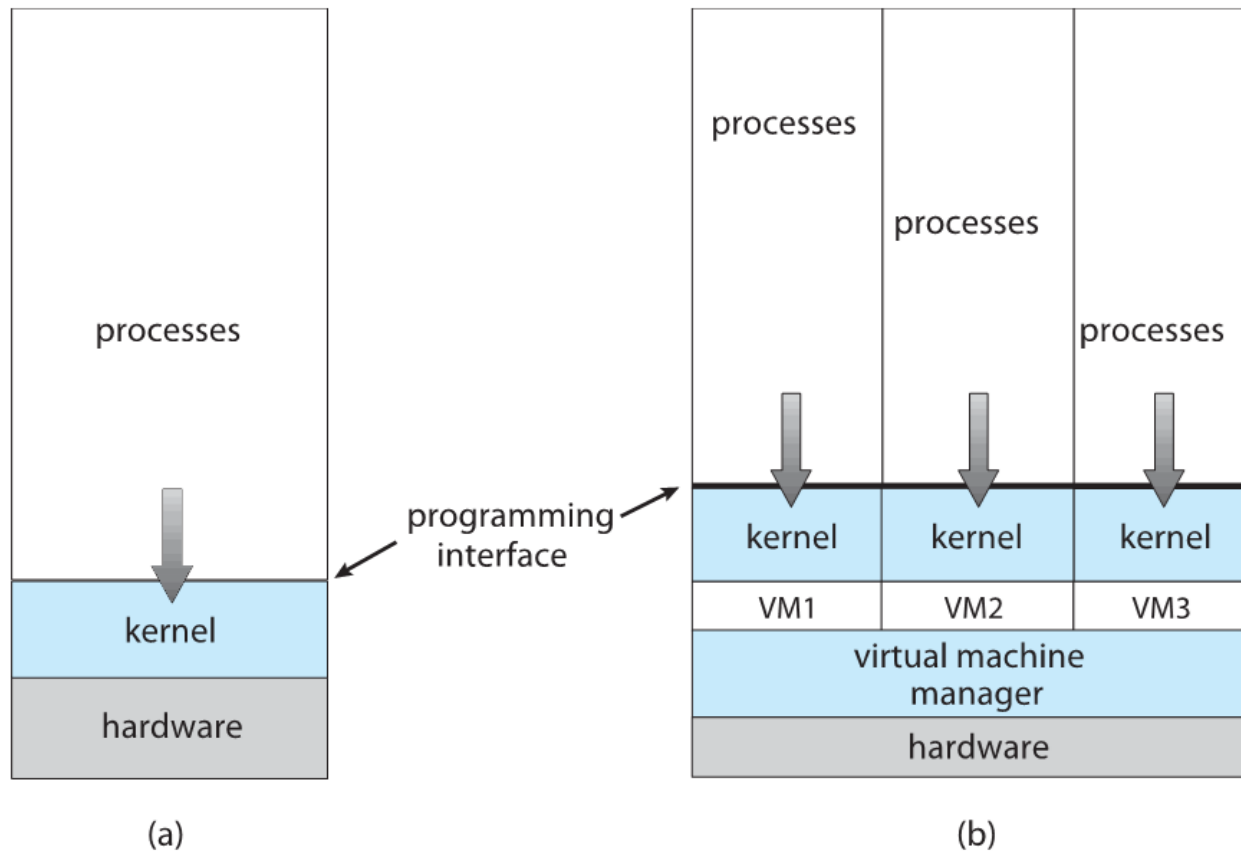 processes
kernel
hardware
(a)
programming
interface
processes
processes
processes
kernel kernel kernel
VM1 VM2 VM3
virtual machine
manager
hardware
(b)